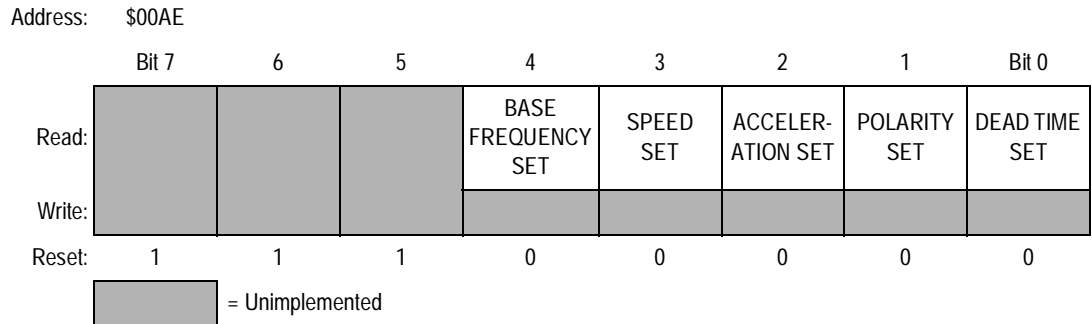 Address: $00AE
Bit 7 6 5 4 3 2 1 Bit 0
Read: BASE FREQUENCY SET SPEED SET ACCELER-ATION SET POLARITY SET DEAD TIME SET
Write:
Reset: 1 1 1 0 0 0 0 0
= Unimplemented